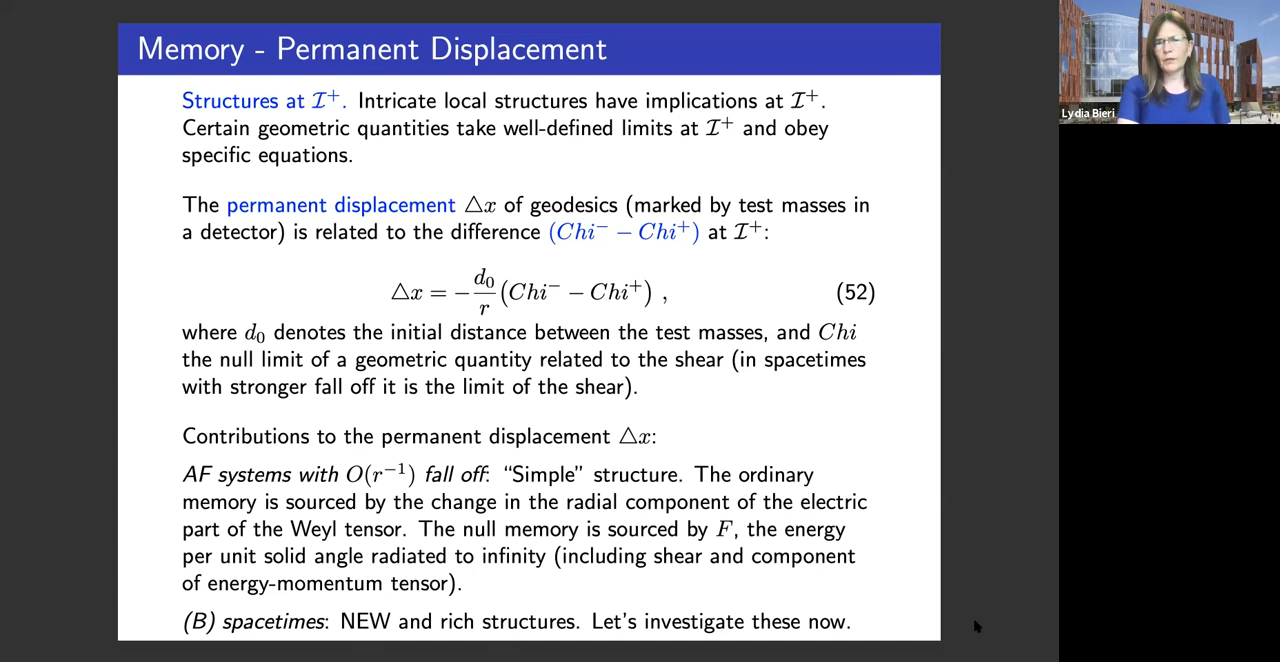 Memory - Permanent Displacement
Structures at ℐ⁺. Intricate local structures have implications at ℐ⁺.
Certain geometric quantities take well-defined limits at ℐ⁺ and obey
specific equations.
The permanent displacement △x of geodesics (marked by test masses in
a detector) is related to the difference (Chi⁻ − Chi⁺) at ℐ⁺:
△x = −d₀/r (Chi⁻ − Chi⁺) , (52)
where d₀ denotes the initial distance between the test masses, and Chi
the null limit of a geometric quantity related to the shear (in spacetimes
with stronger fall off it is the limit of the shear).
Contributions to the permanent displacement △x:
AF systems with O(r⁻¹) fall off: “Simple” structure. The ordinary
memory is sourced by the change in the radial component of the electric
part of the Weyl tensor. The null memory is sourced by F, the energy
per unit solid angle radiated to infinity (including shear and component
of energy-momentum tensor).
(B) spacetimes: NEW and rich structures. Let’s investigate these now.
Lydia Bieri